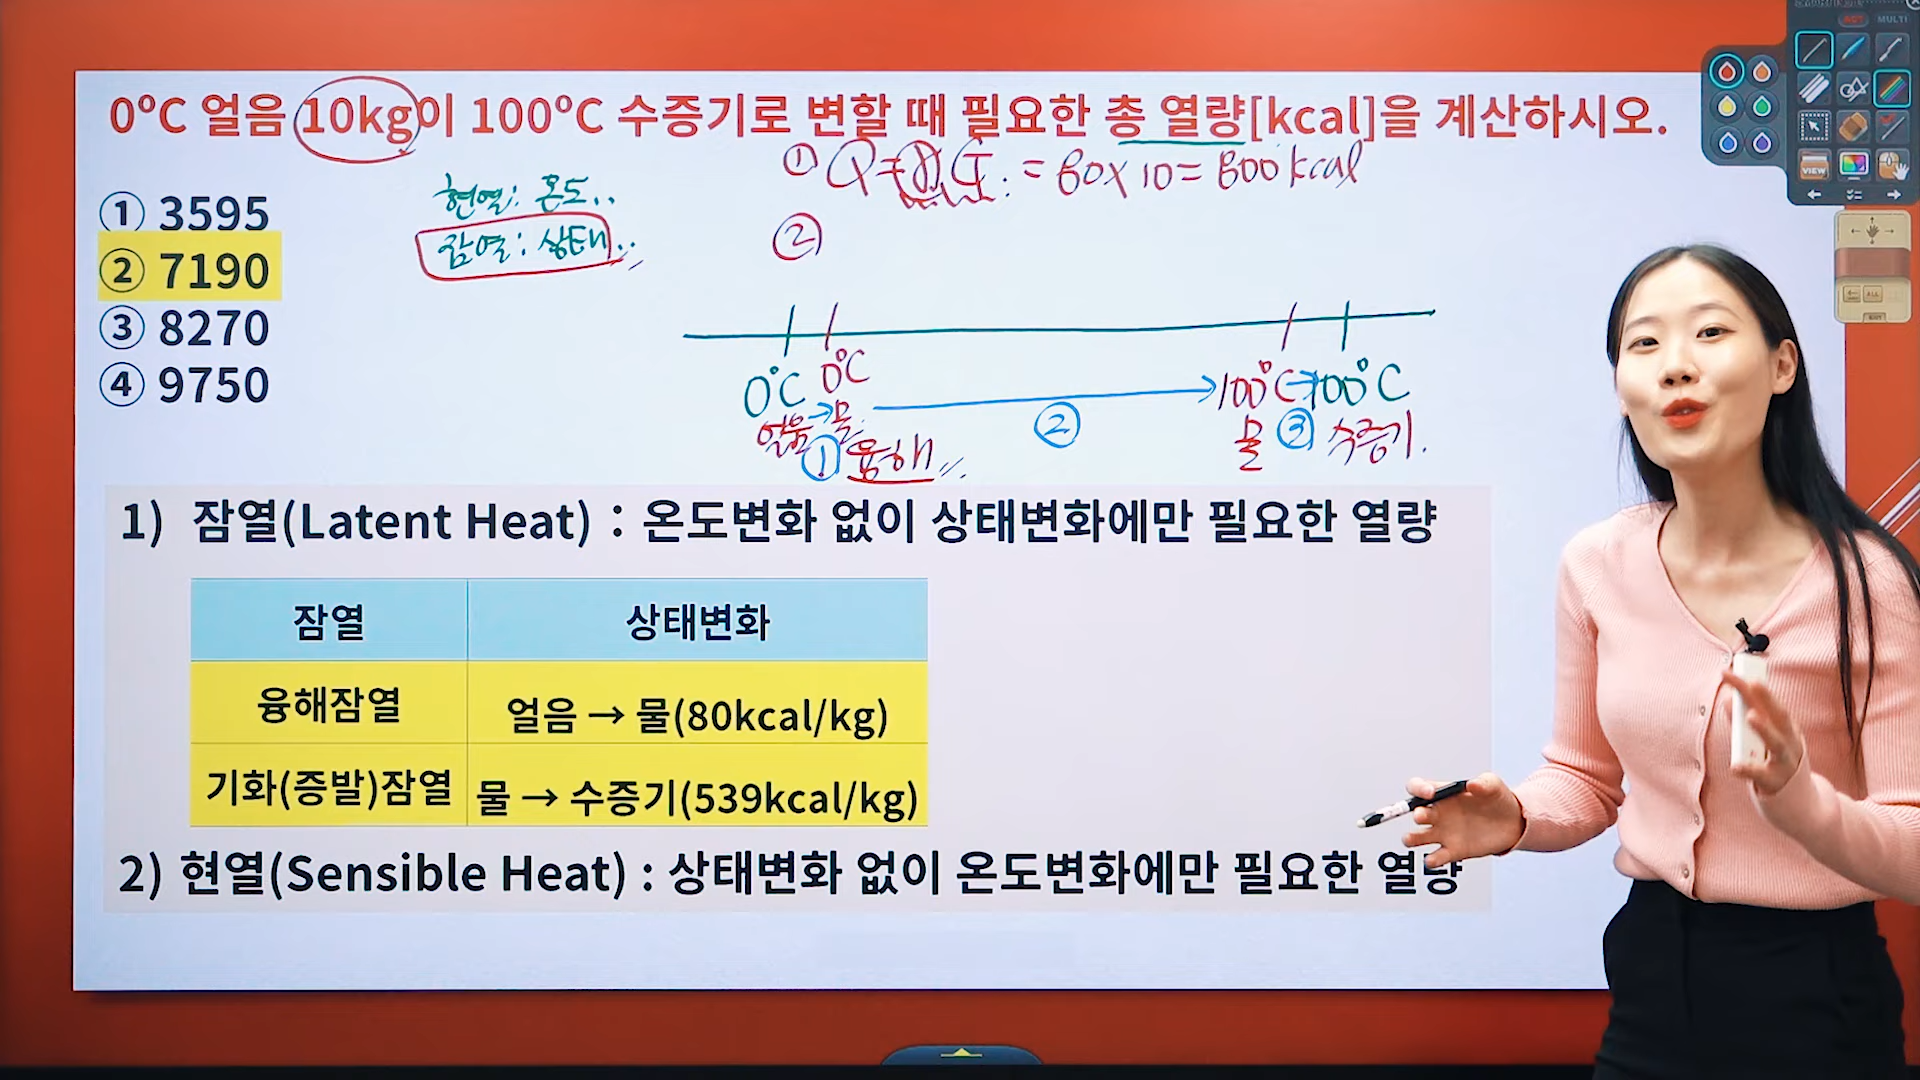 0°C 얼음 10kg이 100°C 수증기로 변할 때 필요한 총 열량[kcal]을 계산하시오.
① 3595
② 7190
③ 8270
④ 9750
현열: 온도..
잠열: 상태..
① Q=γ.G. = 80x10= 800kcal
②
0°C 0°C 100°C→100°C
얼음→물 ② 물 ③ 수증기.
① 융해
1) 잠열(Latent Heat) : 온도변화 없이 상태변화에만 필요한 열량
잠열 상태변화
융해잠열 얼음 → 물(80kcal/kg)
기화(증발)잠열 물 → 수증기(539kcal/kg)
2) 현열(Sensible Heat) : 상태변화 없이 온도변화에만 필요한 열량
MULTI
VIEW
ALL